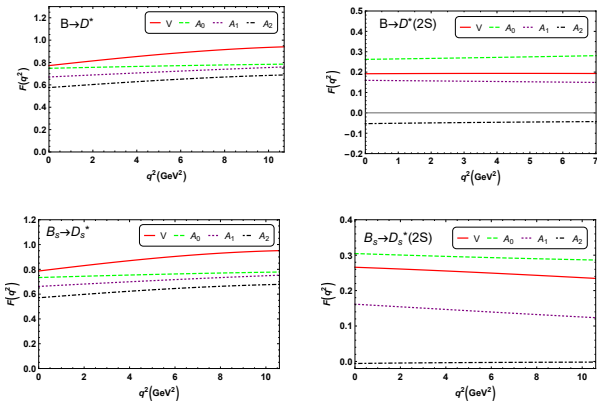 B→D*
V A₀ A₁ A₂
F(q²)
1.2
1.0
0.8
0.6
0.4
0.2
0.0
0 2 4 6 8 10
q²(GeV²)
B→D*(2S)
V A₀ A₁ A₂
F(q²)
0.5
0.4
0.3
0.2
0.1
0.0
−0.1
−0.2
0 1 2 3 4 5 6 7
q²(GeV²)
Bₛ→Dₛ*
V A₀ A₁ A₂
F(q²)
1.2
1.0
0.8
0.6
0.4
0.2
0.0
0 2 4 6 8 10
q²(GeV²)
Bₛ→Dₛ*(2S)
V A₀ A₁ A₂
F(q²)
0.4
0.3
0.2
0.1
0.0
0 2 4 6 8 10
q²(GeV²)